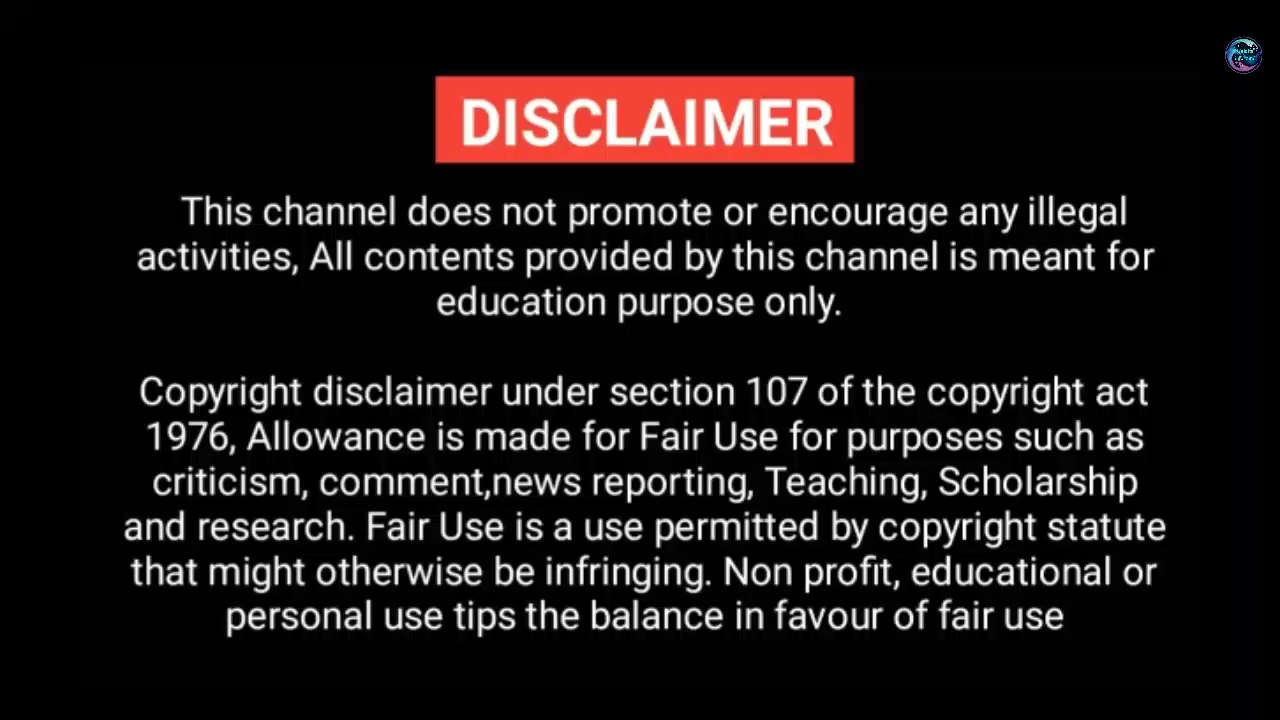 DISCLAIMER
This channel does not promote or encourage any illegal
activities, All contents provided by this channel is meant for
education purpose only.
Copyright disclaimer under section 107 of the copyright act
1976, Allowance is made for Fair Use for purposes such as
criticism, comment,news reporting, Teaching, Scholarship
and research. Fair Use is a use permitted by copyright statute
that might otherwise be infringing. Non profit, educational or
personal use tips the balance in favour of fair use